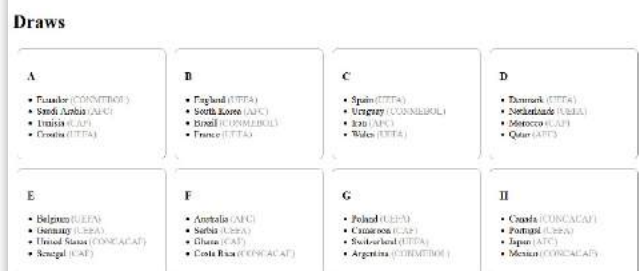 Draws
A
Ecuador (CONMEBOL)
Saudi Arabia (AFC)
Tunisia (CAF)
Croatia (UEFA)
B
England (UEFA)
South Korea (AFC)
Brazil (CONMEBOL)
France (UEFA)
C
Spain (UEFA)
Uruguay (CONMEBOL)
Iran (AFC)
Wales (UEFA)
D
Denmark (UEFA)
Netherlands (UEFA)
Morocco (CAF)
Qatar (AFC)
E
Belgium (UEFA)
Germany (UEFA)
United States (CONCACAF)
Senegal (CAF)
F
Australia (AFC)
Serbia (UEFA)
Ghana (CAF)
Costa Rica (CONCACAF)
G
Poland (UEFA)
Cameroon (CAF)
Switzerland (UEFA)
Argentina (CONMEBOL)
H
Canada (CONCACAF)
Portugal (UEFA)
Japan (AFC)
Mexico (CONCACAF)